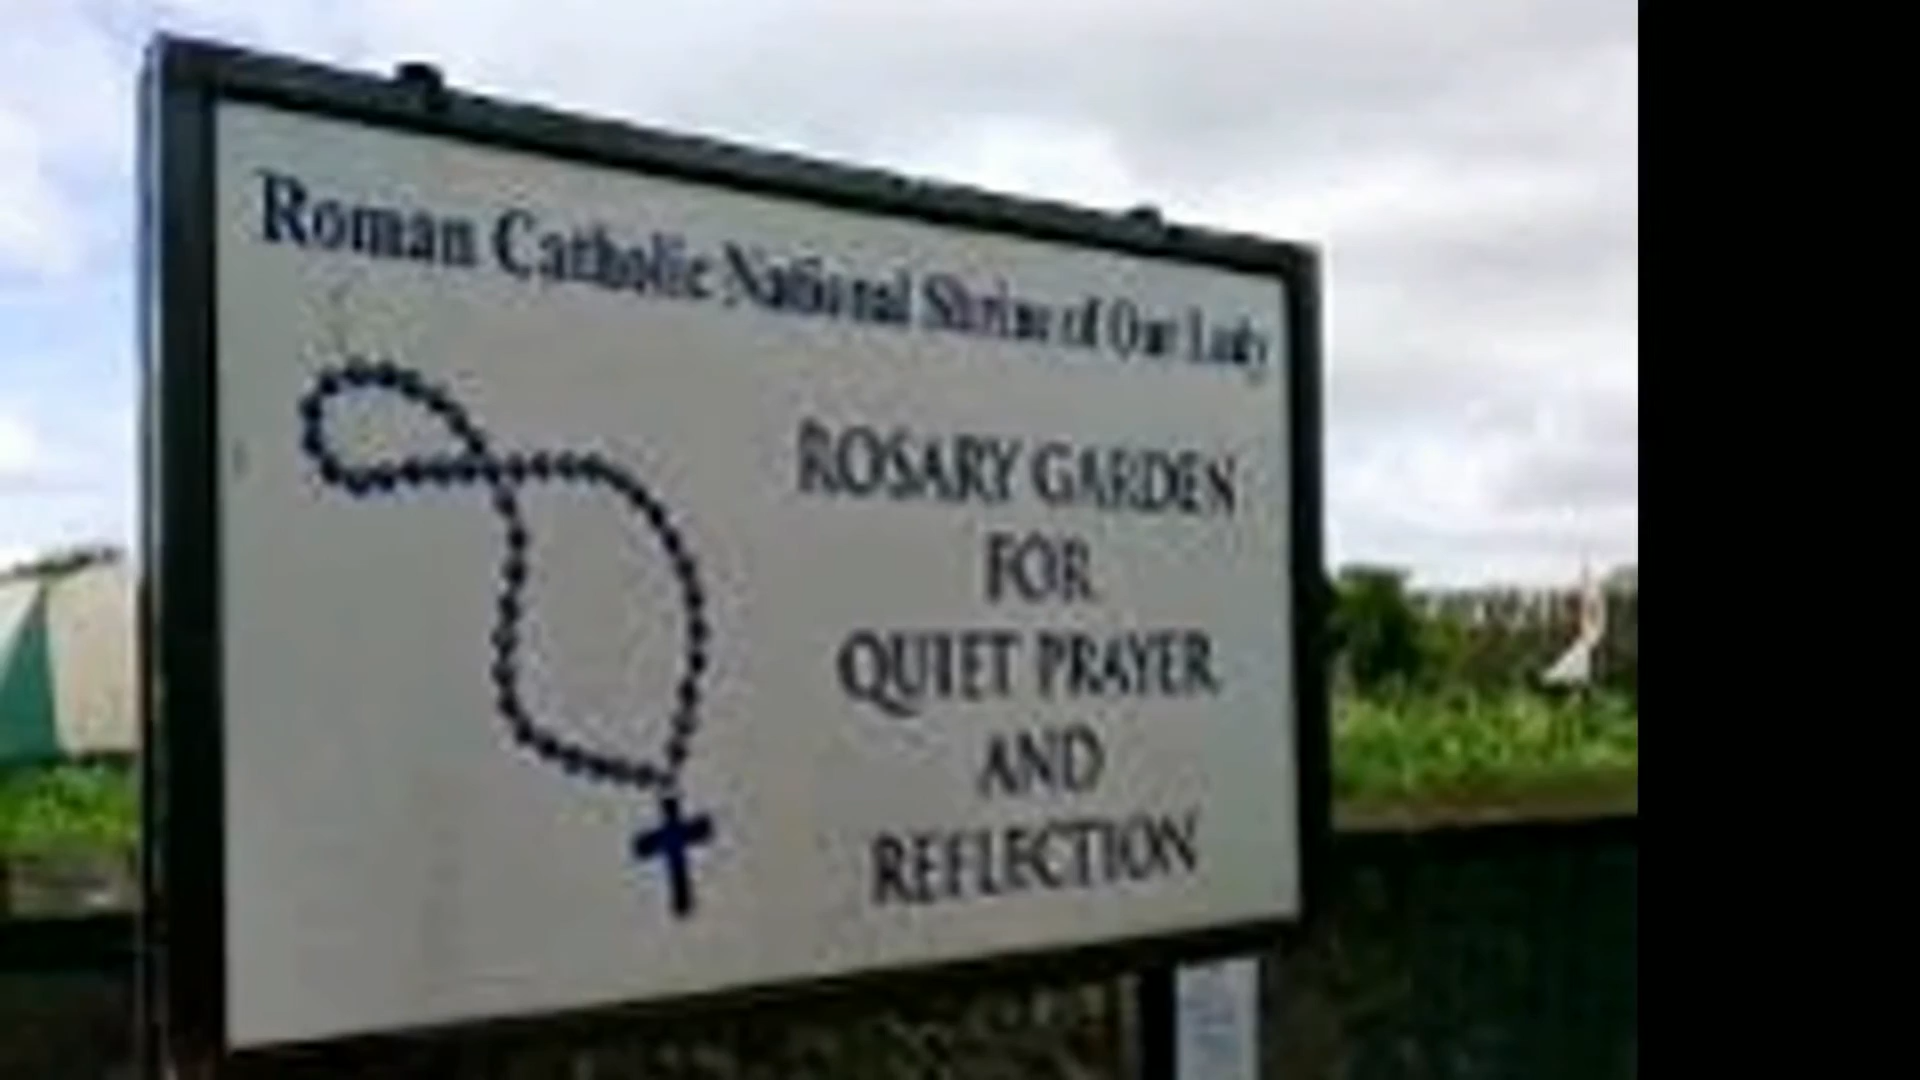 Roman Catholic National Shrine of Our Lady
ROSARY GARDEN
FOR
QUIET PRAYER
AND
REFLECTION